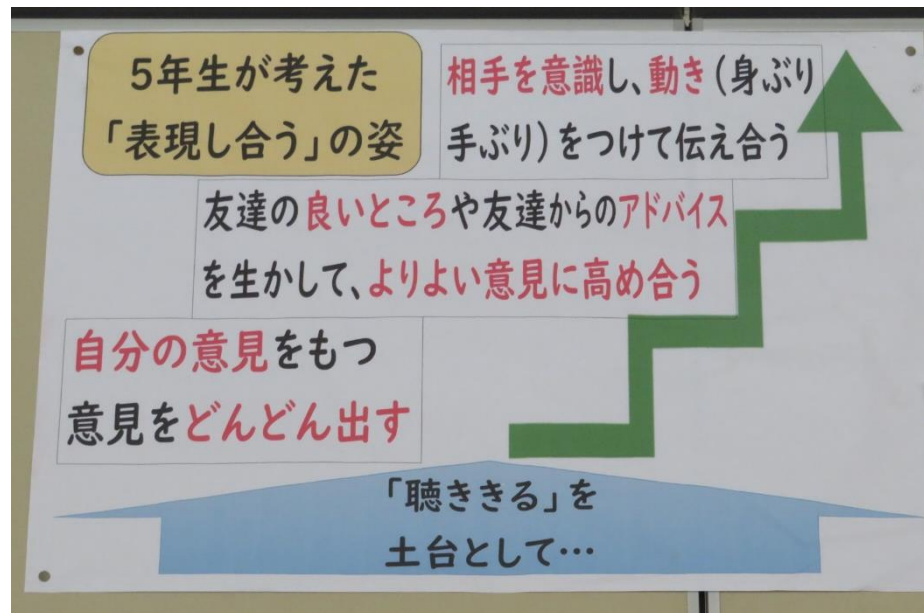 5年生が考えた
「表現し合う」の姿
相手を意識し、動き(身ぶり
手ぶり)をつけて伝え合う
友達の良いところや友達からのアドバイス
を生かして、よりよい意見に高め合う
自分の意見をもつ
意見をどんどん出す
「聴ききる」を
土台として…